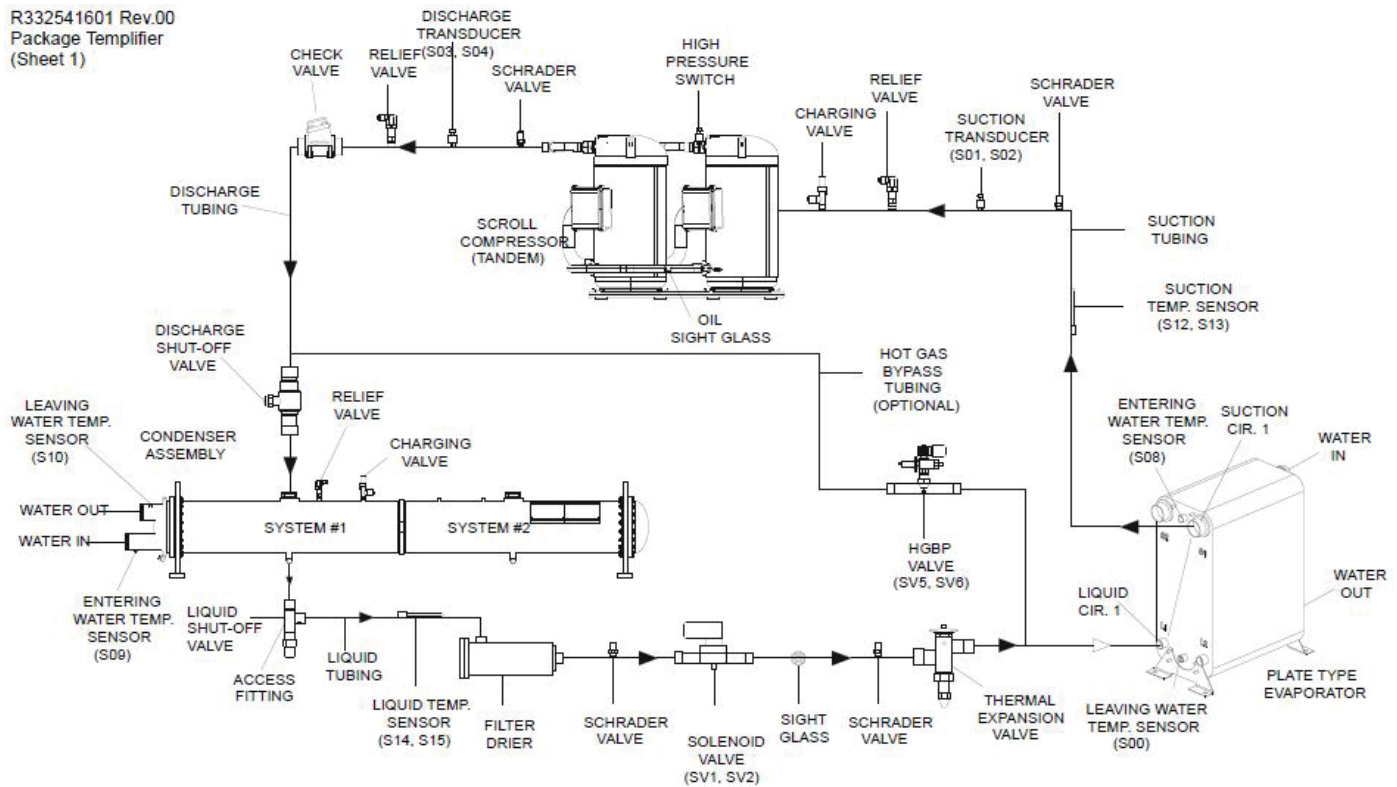 R332541601 Rev.00
Package Templifier
(Sheet 1)
CHECK
VALVE
RELIEF
VALVE
DISCHARGE
TRANSDUCER
(S03, S04)
SCHRADER
VALVE
HIGH
PRESSURE
SWITCH
CHARGING
VALVE
RELIEF
VALVE
SUCTION
TRANSDUCER
(S01, S02)
SCHRADER
VALVE
DISCHARGE
TUBING
SCROLL
COMPRESSOR
(TANDEM)
OIL
SIGHT GLASS
SUCTION
TUBING
SUCTION
TEMP. SENSOR
(S12, S13)
DISCHARGE
SHUT-OFF
VALVE
HOT GAS
BYPASS
TUBING
(OPTIONAL)
LEAVING
WATER TEMP.
SENSOR
(S10)
CONDENSER
ASSEMBLY
RELIEF
VALVE
CHARGING
VALVE
ENTERING
WATER TEMP.
SENSOR
(S08)
SUCTION
CIR. 1
WATER
IN
WATER OUT
WATER IN
SYSTEM #1
SYSTEM #2
HGBP
VALVE
(SV5, SV6)
LIQUID
CIR. 1
WATER
OUT
ENTERING
WATER TEMP.
SENSOR
(S09)
LIQUID
SHUT-OFF
VALVE
ACCESS
FITTING
LIQUID
TUBING
LIQUID TEMP.
SENSOR
(S14, S15)
FILTER
DRIER
SCHRADER
VALVE
SOLENOID
VALVE
(SV1, SV2)
SIGHT
GLASS
SCHRADER
VALVE
THERMAL
EXPANSION
VALVE
LEAVING WATER
TEMP. SENSOR
(S00)
PLATE TYPE
EVAPORATOR